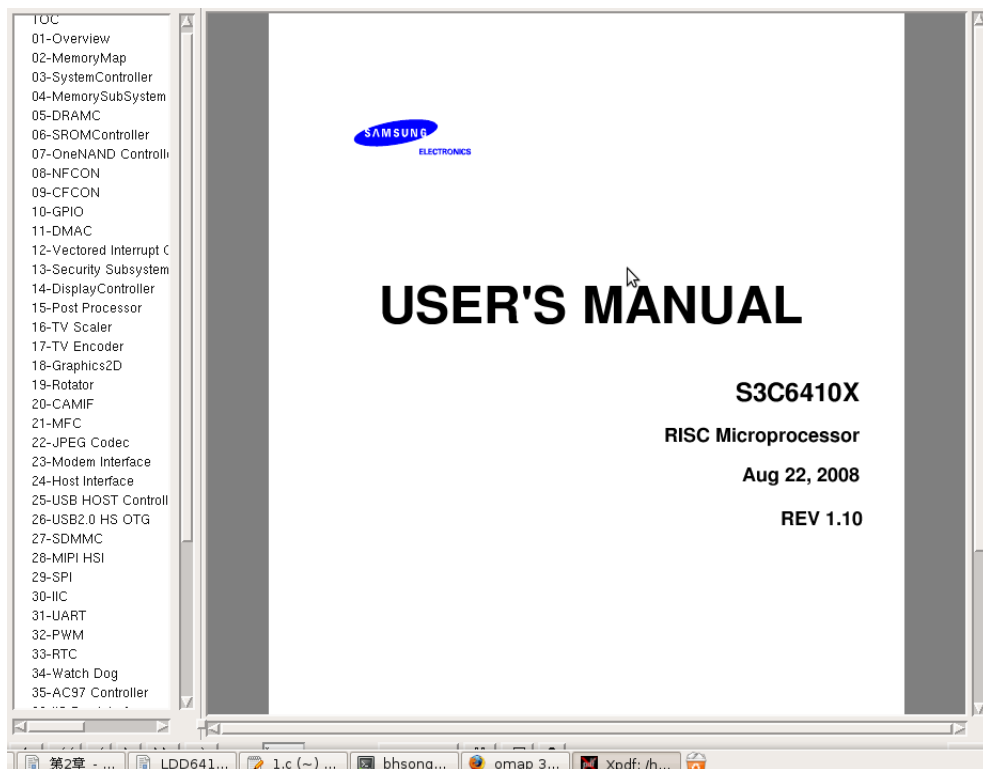 TOC
01-Overview
02-MemoryMap
03-SystemController
04-MemorySubSystem
05-DRAMC
06-SROMController
07-OneNAND Controll
08-NFCON
09-CFCON
10-GPIO
11-DMAC
12-Vectored Interrupt C
13-Security Subsystem
14-DisplayController
15-Post Processor
16-TV Scaler
17-TV Encoder
18-Graphics2D
19-Rotator
20-CAMIF
21-MFC
22-JPEG Codec
23-Modem Interface
24-Host Interface
25-USB HOST Controll
26-USB2.0 HS OTG
27-SDMMC
28-MIPI HSI
29-SPI
30-IIC
31-UART
32-PWM
33-RTC
34-Watch Dog
35-AC97 Controller
SAMSUNG
ELECTRONICS
USER'S MANUAL
S3C6410X
RISC Microprocessor
Aug 22, 2008
REV 1.10
第2章 - ... LDD641... 1.c (~) ... bhsong... omap 3... Xpdf: /h...